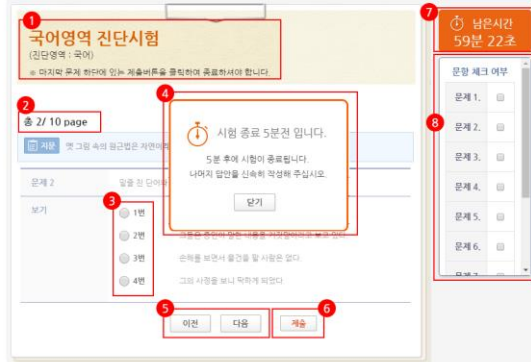 1
국어영역 진단시험
(진단영역 : 국어)
※ 마지막 문제 하단에 있는 제출버튼을 클릭하여 종료하셔야 합니다.
7
남은시간
59분 22초
2
총 2/ 10 page
지문 옛 그림 속의 원근법은 자연
4
시험 종료 5분전 입니다.
5분 후에 시험이 종료됩니다.
나머지 답안을 신속히 작성해 주십시오.
닫기
문제 2 밑줄 친 단어
보기
3
1번
2번
3번 손해를 보면서 물건을 팔 사람은 없다.
4번 그의 사정을 보니 딱하게 되었다.
5
이전 다음
6
제출
8
문항 체크 여부
문제 1.
문제 2.
문제 3.
문제 4.
문제 5.
문제 6.